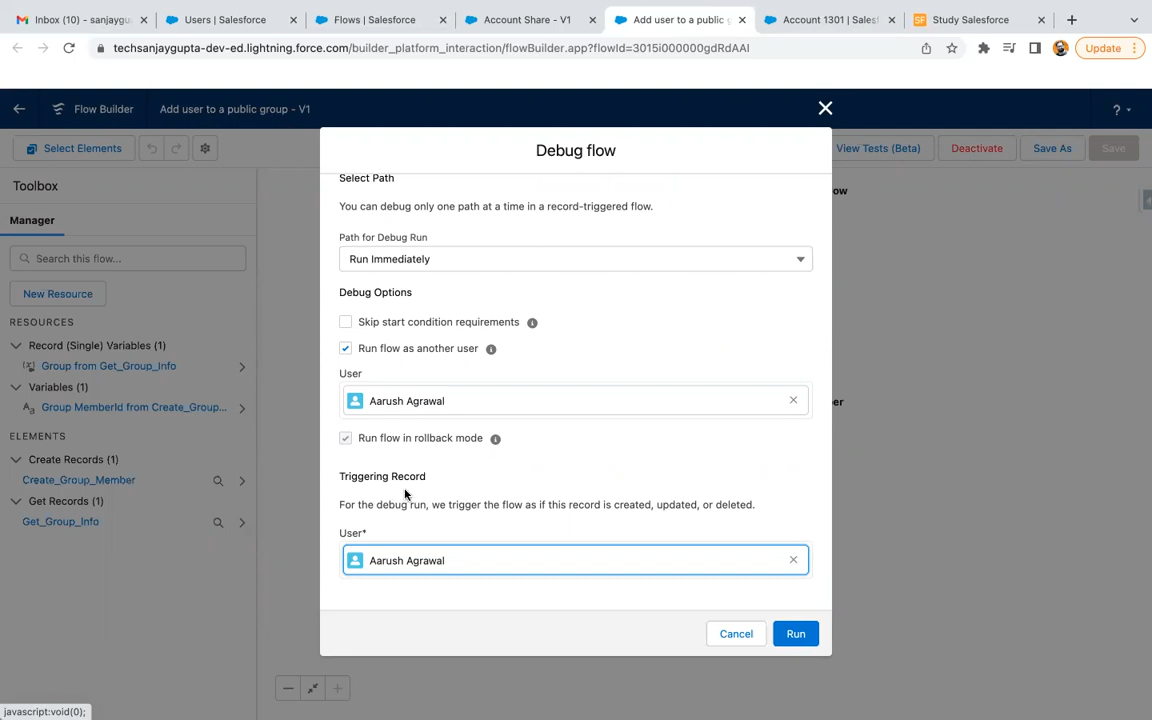 Inbox (10) - sanjaygu
Users | Salesforce
Flows | Salesforce
Account Share - V1
Add user to a public g
Account 1301 | Sales
SF Study Salesforce
techsanjaygupta-dev-ed.lightning.force.com/builder_platform_interaction/flowBuilder.app?flowId=3015i000000gdRdAAI
Update
Flow Builder
Add user to a public group - V1
?
Select Elements
View Tests (Beta)
Deactivate
Save As
Save
Toolbox
Manager
Search this flow...
New Resource
RESOURCES
Record (Single) Variables (1)
Group from Get_Group_Info
Variables (1)
Group MemberId from Create_Group...
ELEMENTS
Create Records (1)
Create_Group_Member
Get Records (1)
Get_Group_Info
Debug flow
Select Path
You can debug only one path at a time in a record-triggered flow.
Path for Debug Run
Run Immediately
Debug Options
Skip start condition requirements
Run flow as another user
User
Aarush Agrawal
Run flow in rollback mode
Triggering Record
For the debug run, we trigger the flow as if this record is created, updated, or deleted.
User*
Aarush Agrawal
Cancel
Run
ow
ber
javascript:void(0);